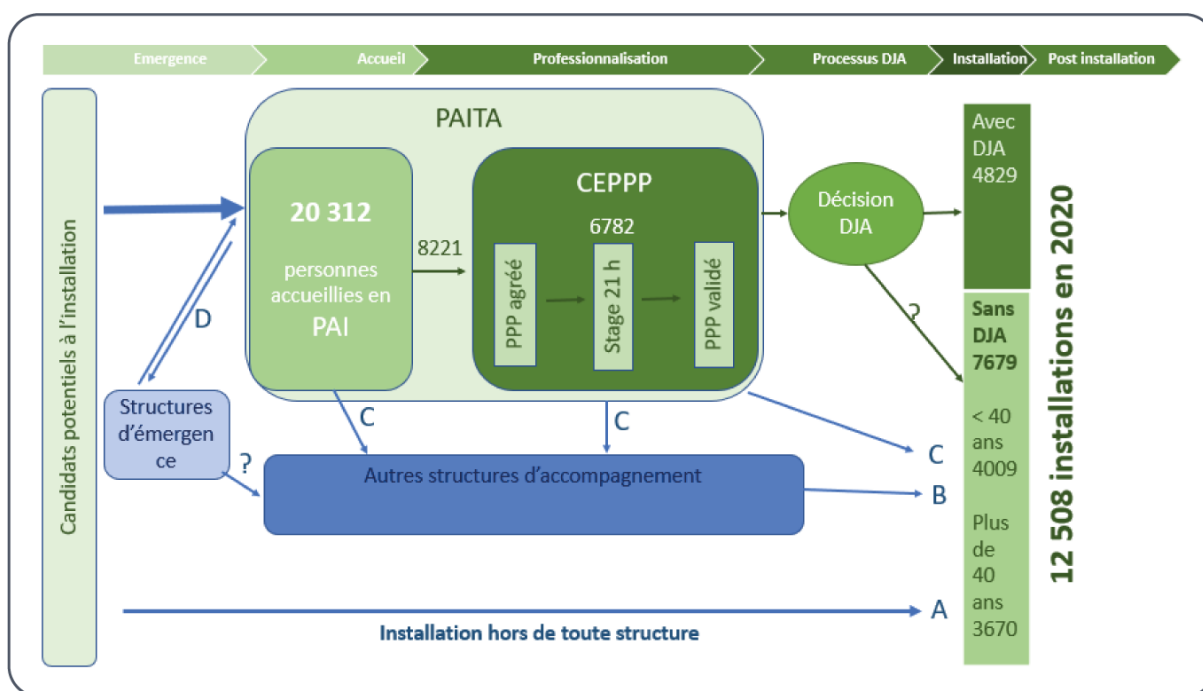 Emergence
Accueil
Professionnalisation
Processus DJA
Installation
Post installation
Candidats potentiels à l'installation
PAITA
20 312
personnes
accueillies en
PAI
8221
CEPPP
6782
PPP agréé
Stage 21 h
PPP validé
Décision
DJA
?
Avec
DJA
4829
Sans
DJA
7679
< 40
ans
4009
Plus
de
40
ans
3670
12 508 installations en 2020
D
Structures
d'émergen
ce
?
C
C
C
Autres structures d'accompagnement
B
A
Installation hors de toute structure